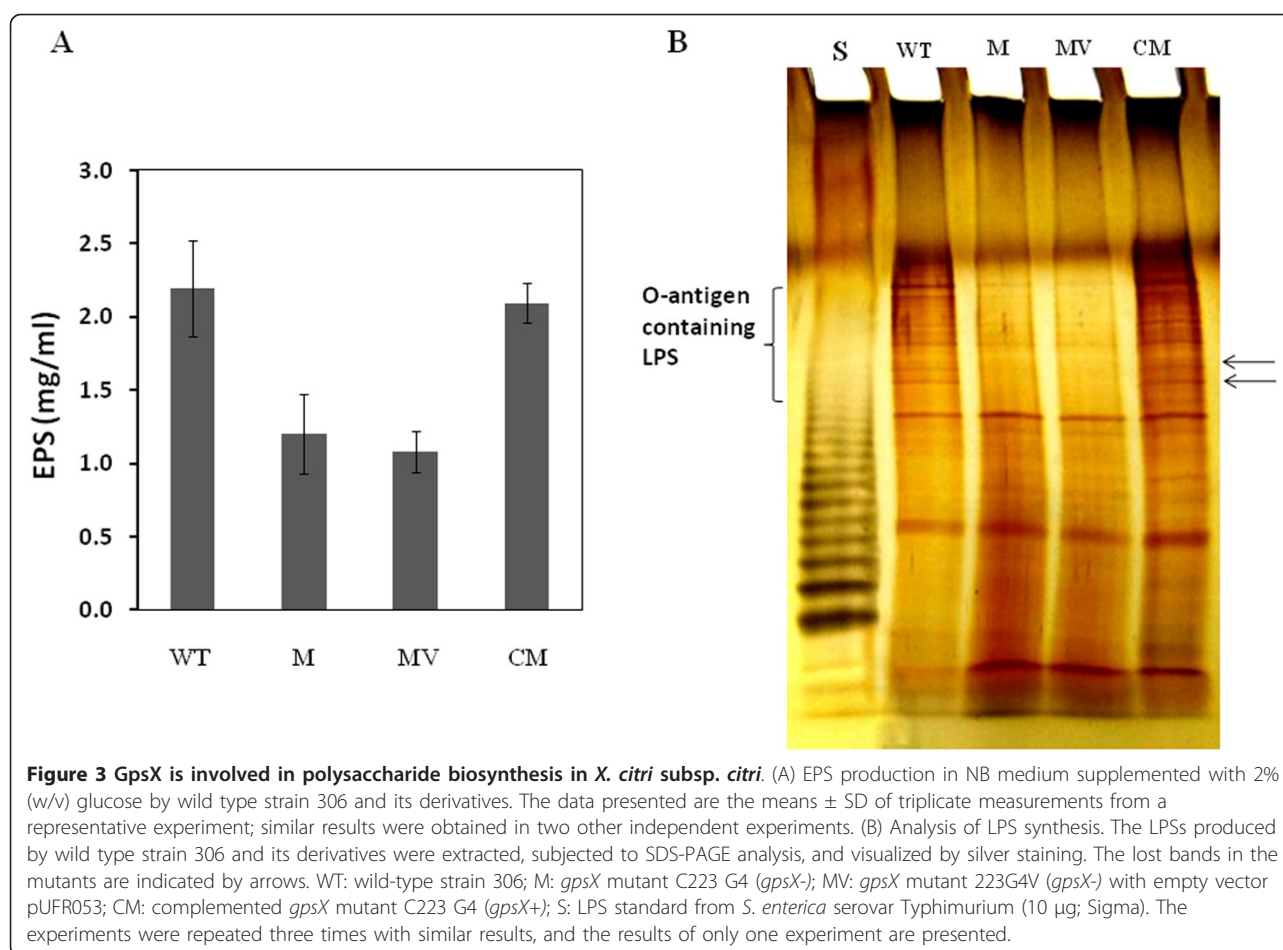 A
B
S WT M MV CM
3.0
2.5
2.0
1.5
1.0
0.5
0.0
EPS (mg/ml)
WT M MV CM
O-antigen
containing
LPS
Figure 3 GpsX is involved in polysaccharide biosynthesis in X. citri subsp. citri. (A) EPS production in NB medium supplemented with 2%
(w/v) glucose by wild type strain 306 and its derivatives. The data presented are the means ± SD of triplicate measurements from a
representative experiment; similar results were obtained in two other independent experiments. (B) Analysis of LPS synthesis. The LPSs produced
by wild type strain 306 and its derivatives were extracted, subjected to SDS-PAGE analysis, and visualized by silver staining. The lost bands in the
mutants are indicated by arrows. WT: wild-type strain 306; M: gpsX mutant C223 G4 (gpsX-); MV: gpsX mutant 223G4V (gpsX-) with empty vector
pUFR053; CM: complemented gpsX mutant C223 G4 (gpsX+); S: LPS standard from S. enterica serovar Typhimurium (10 μg; Sigma). The
experiments were repeated three times with similar results, and the results of only one experiment are presented.